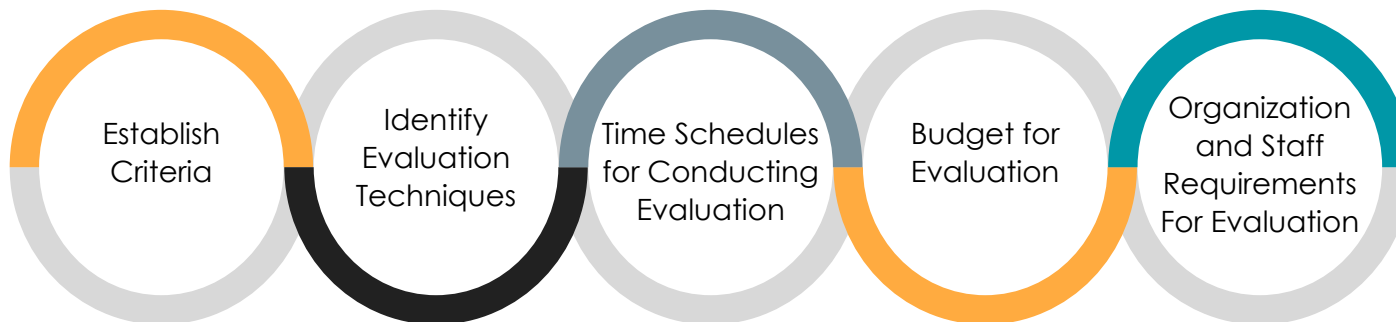 Establish
Criteria
Identify
Evaluation
Techniques
Time Schedules
for Conducting
Evaluation
Budget for
Evaluation
Organization
and Staff
Requirements
For Evaluation